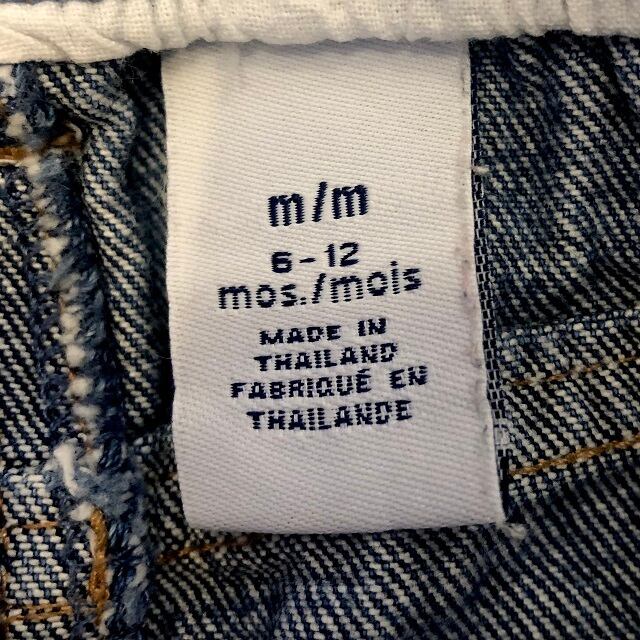 m/m
6-12
mos./mois
MADE IN
THAILAND
FABRIQUÉ EN
THAILANDE